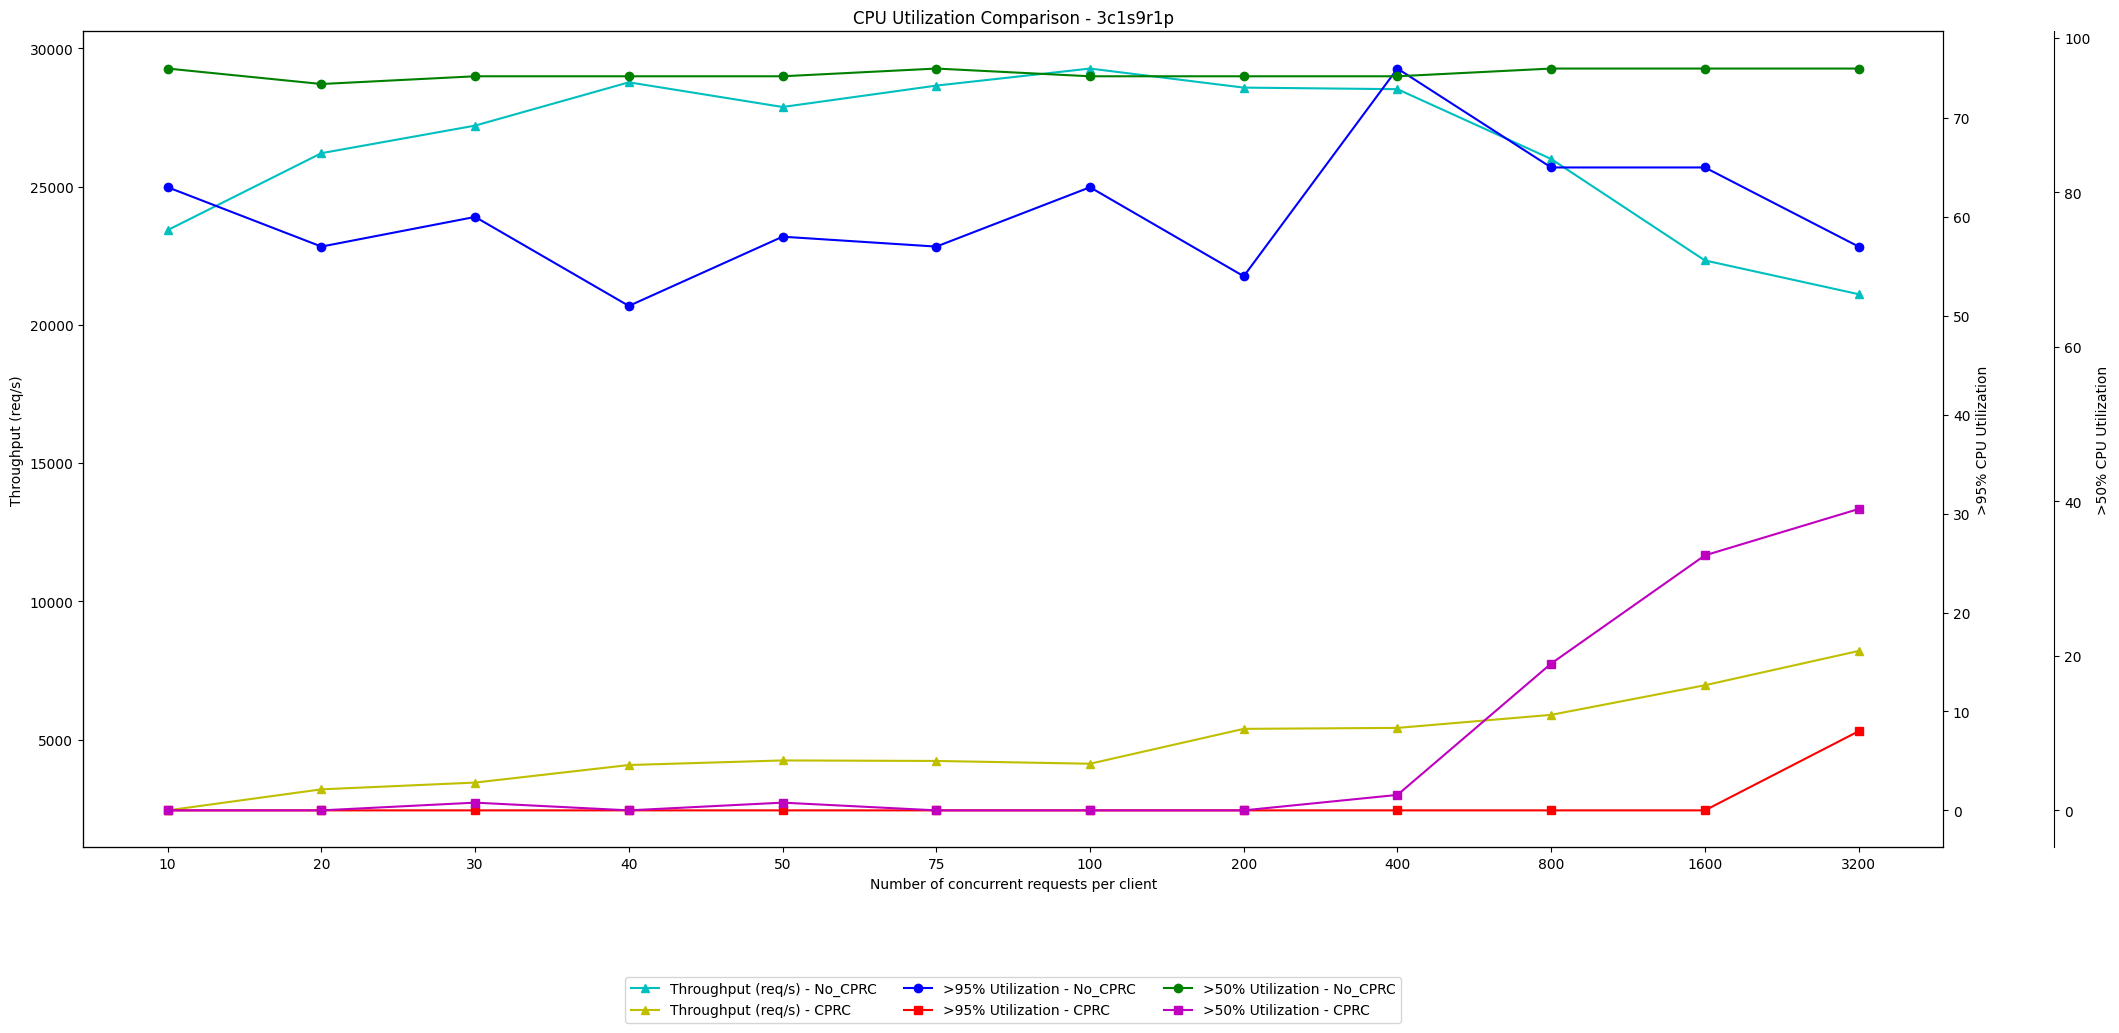 CPU Utilization Comparison - 3c1s9r1p
30000
25000
20000
15000
10000
5000
Throughput (req/s)
70
60
50
40
30
20
10
0
>95% CPU Utilization
100
80
60
40
20
0
>50% CPU Utilization
10 20 30 40 50 75 100 200 400 800 1600 3200
Number of concurrent requests per client
Throughput (req/s) - No_CPRC >95% Utilization - No_CPRC >50% Utilization - No_CPRC
Throughput (req/s) - CPRC >95% Utilization - CPRC >50% Utilization - CPRC